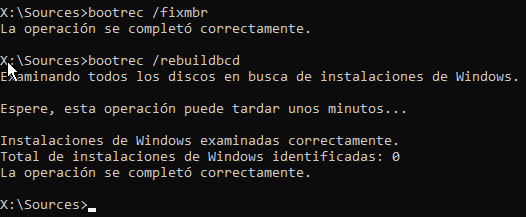 X:\Sources>bootrec /fixmbr
La operación se completó correctamente.
X:\Sources>bootrec /rebuildbcd
Examinando todos los discos en busca de instalaciones de Windows.
Espere, esta operación puede tardar unos minutos...
Instalaciones de Windows examinadas correctamente.
Total de instalaciones de Windows identificadas: 0
La operación se completó correctamente.
X:\Sources>_